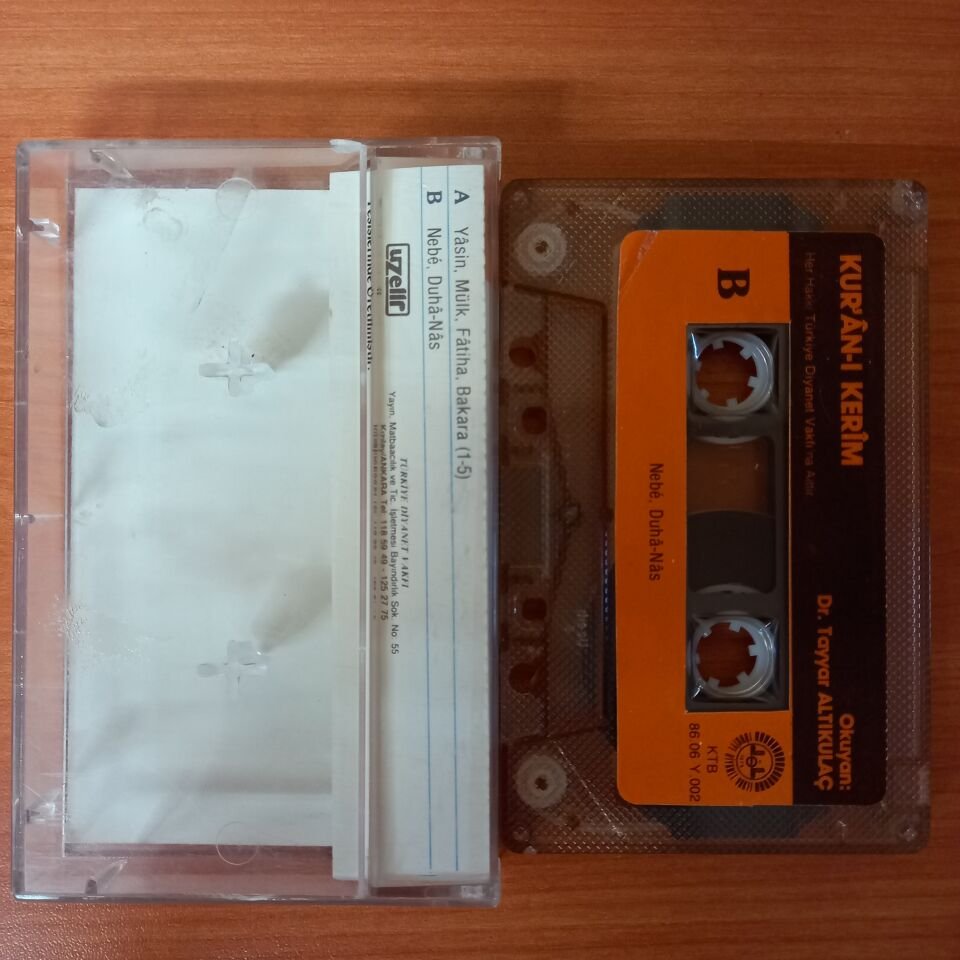 A Yâsin, Mülk, Fâtiha, Bakara (1-5)
B Nebé, Duhâ-Nâs
uzelli
Tesislerinde Üretilmiştir.
TÜRKİYE DİYANET VAKFI
Yayın, Matbaacılık ve Tic. İşletmesi Bayındırlık Sok. No: 55
Kızılay/ANKARA Tel: 118 59 49 - 125 27 75
KUR'ÂN-I KERÎM
Her Hakkı Türkiye Diyanet Vakfı'na Aittir
Okuyan:
Dr. Tayyar ALTIKULAÇ
B
Nebé, Duhâ-Nâs
KTB
86 06 Y 002